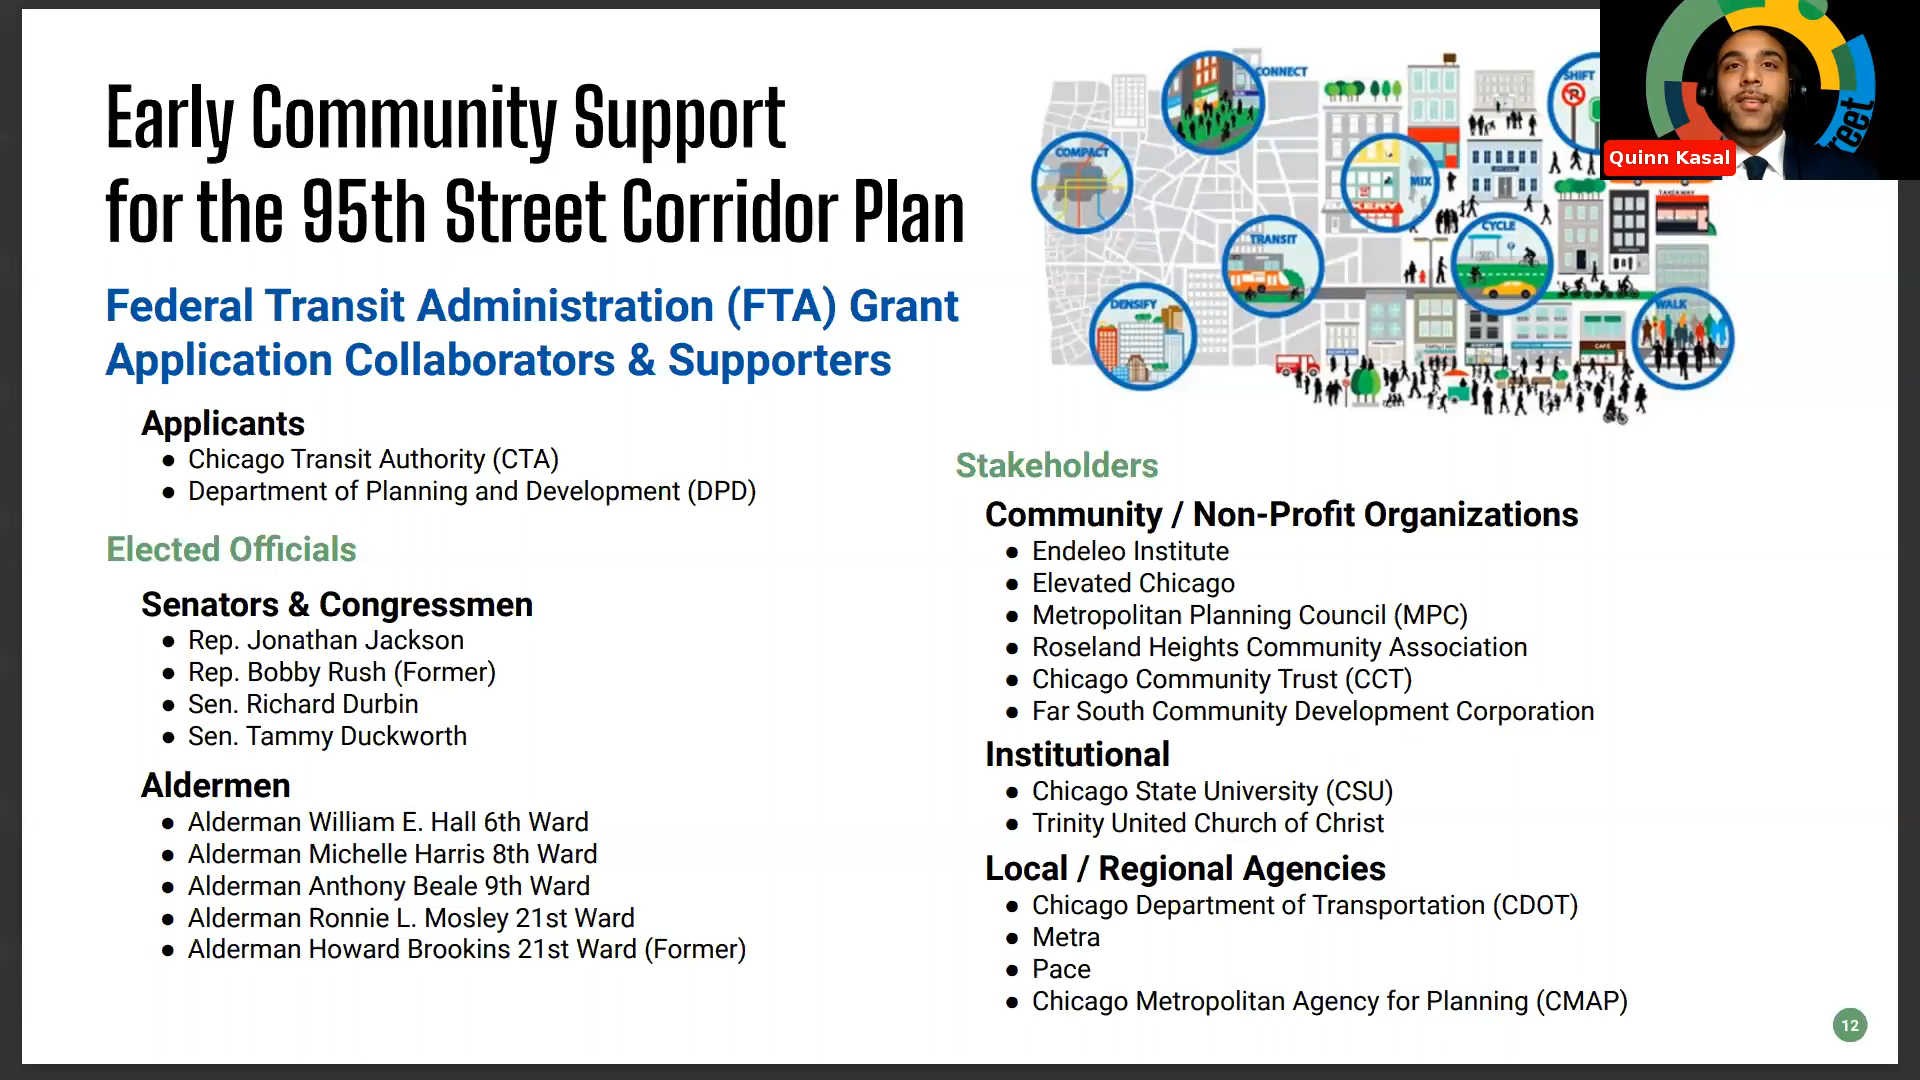 Early Community Support
for the 95th Street Corridor Plan
Federal Transit Administration (FTA) Grant
Application Collaborators & Supporters
Applicants
● Chicago Transit Authority (CTA)
● Department of Planning and Development (DPD)
Elected Officials
Senators & Congressmen
● Rep. Jonathan Jackson
● Rep. Bobby Rush (Former)
● Sen. Richard Durbin
● Sen. Tammy Duckworth
Aldermen
● Alderman William E. Hall 6th Ward
● Alderman Michelle Harris 8th Ward
● Alderman Anthony Beale 9th Ward
● Alderman Ronnie L. Mosley 21st Ward
● Alderman Howard Brookins 21st Ward (Former)
CONNECT
SHIFT
COMPACT
MIX
CYCLE
TRANSIT
DENSIFY
WALK
BAKERY
TAKEAWAY
CAFE
reet
Quinn Kasal
Stakeholders
Community / Non-Profit Organizations
● Endeleo Institute
● Elevated Chicago
● Metropolitan Planning Council (MPC)
● Roseland Heights Community Association
● Chicago Community Trust (CCT)
● Far South Community Development Corporation
Institutional
● Chicago State University (CSU)
● Trinity United Church of Christ
Local / Regional Agencies
● Chicago Department of Transportation (CDOT)
● Metra
● Pace
● Chicago Metropolitan Agency for Planning (CMAP)
12